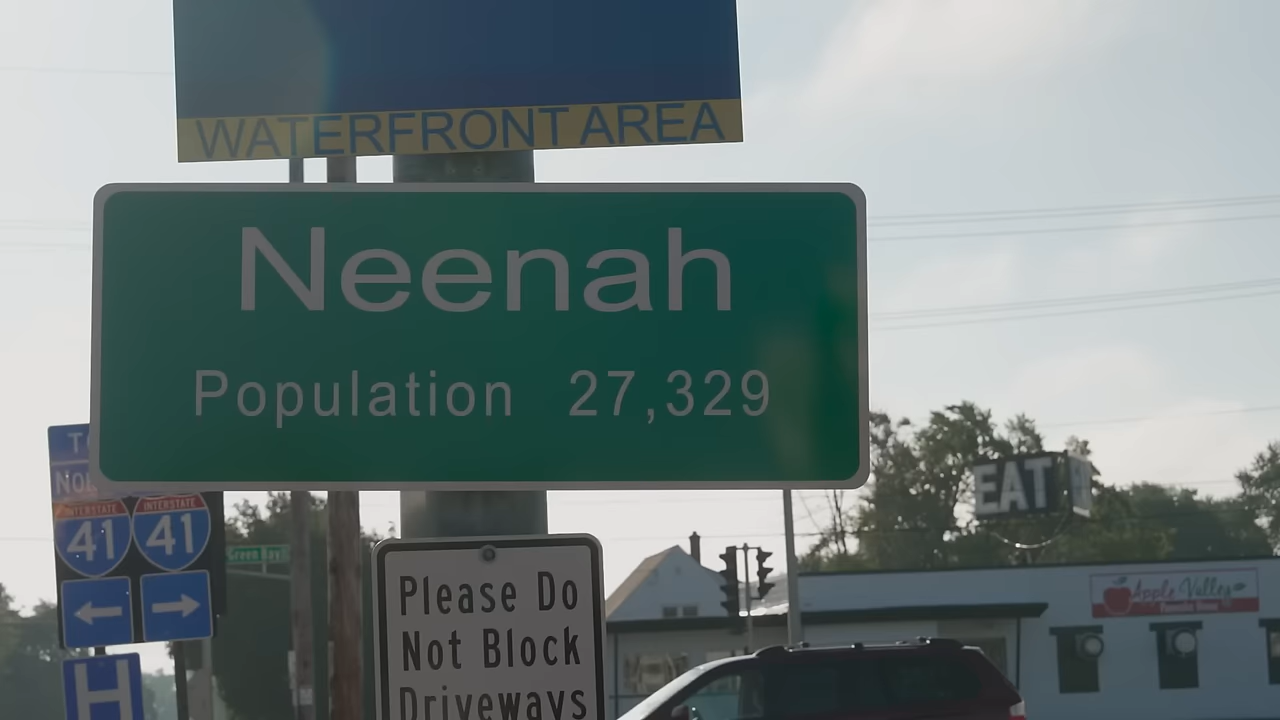 WATERFRONT AREA
Neenah
Population 27,329
INTERSTATE
41
INTERSTATE
41
Green Bay
H
Please Do
Not Block
Driveways
EAT
Apple Valley